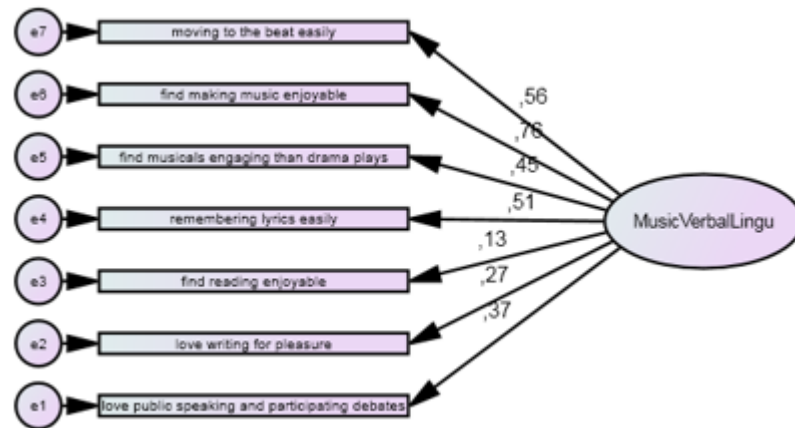 e7
moving to the beat easily
,56
e6
find making music enjoyable
,76
e5
find musicals engaging than drama plays
,45
e4
remembering lyrics easily
,51
MusicVerbalLingu
e3
find reading enjoyable
,13
e2
love writing for pleasure
,27
e1
love public speaking and participating debates
,37